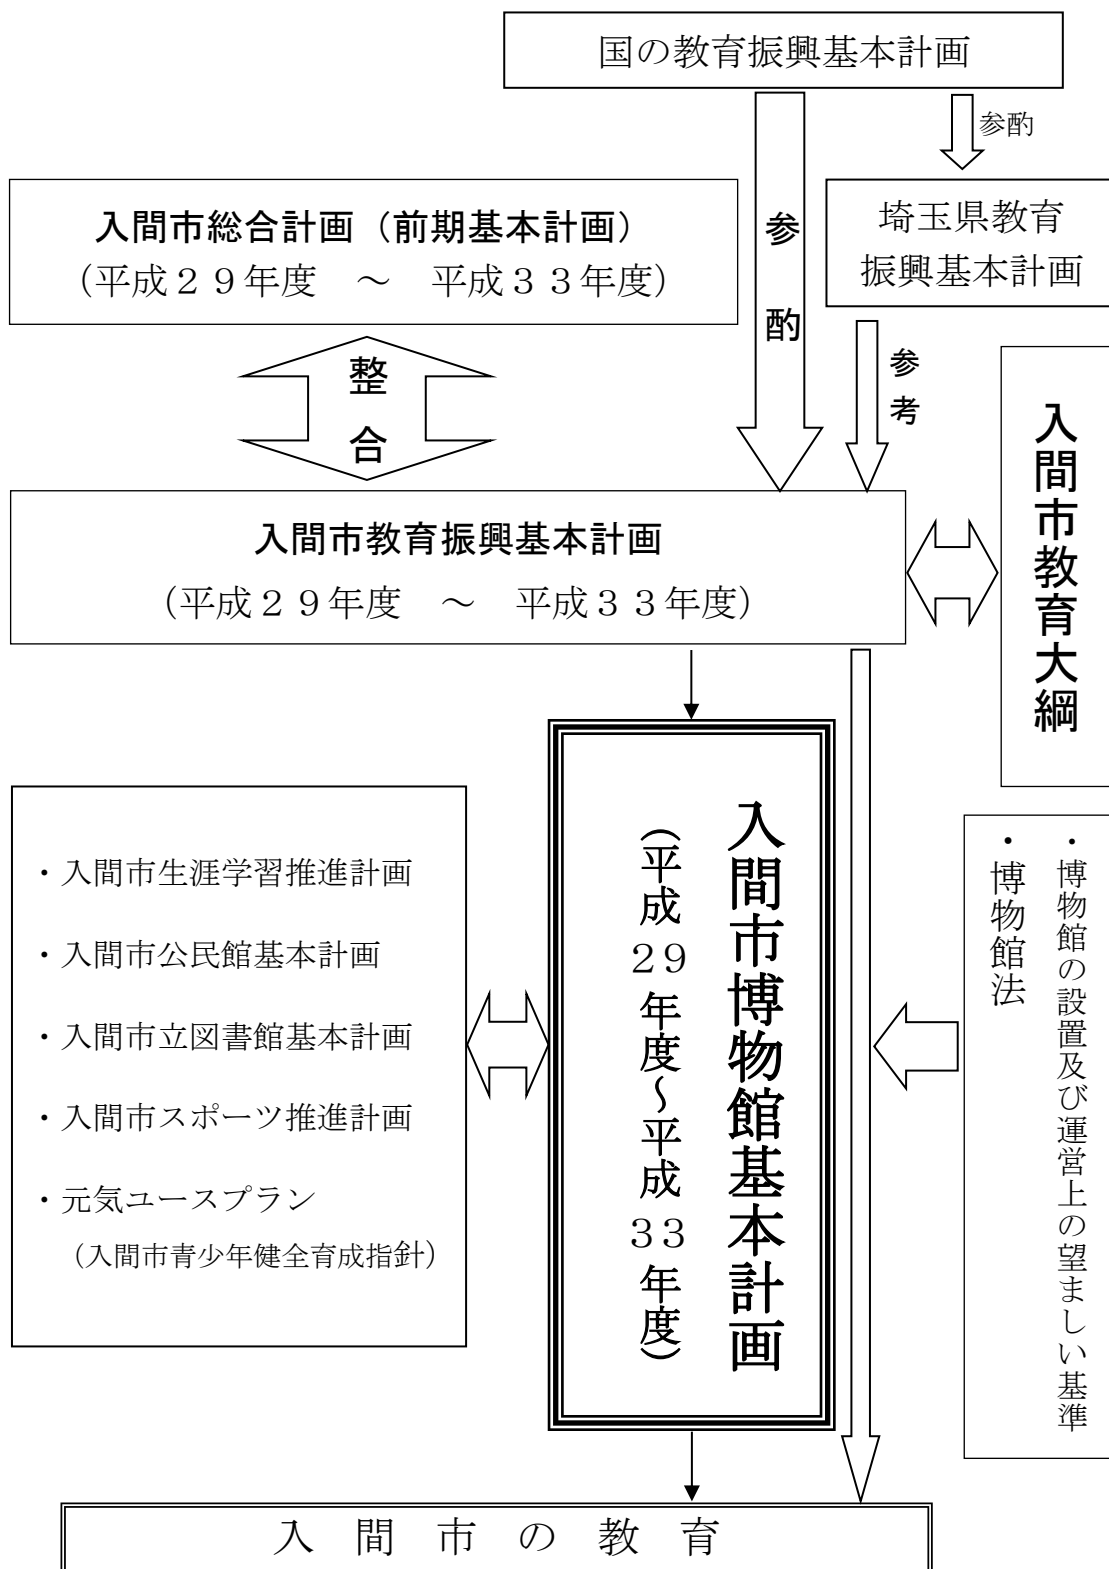 国の教育振興基本計画
参酌
入間市総合計画（前期基本計画）
（平成２９年度　～　平成３３年度）
参酌
埼玉県教育
振興基本計画
整合
参考
入間市教育大綱
入間市教育振興基本計画
（平成２９年度　～　平成３３年度）
入間市博物館基本計画
（平成29年度～平成33年度）
・入間市生涯学習推進計画
・入間市公民館基本計画
・入間市立図書館基本計画
・入間市スポーツ推進計画
・元気ユースプラン
（入間市青少年健全育成指針）
・博物館の設置及び運営上の望ましい基準
・博物館法
入間市の教育